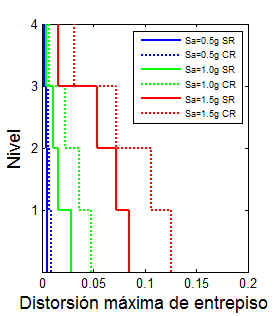 4
3
2
1
Nivel
Sa=0.5g SR
Sa=0.5g CR
Sa=1.0g SR
Sa=1.0g CR
Sa=1.5g SR
Sa=1.5g CR
0 0.05 0.1 0.15 0.2
Distorsión máxima de entrepiso